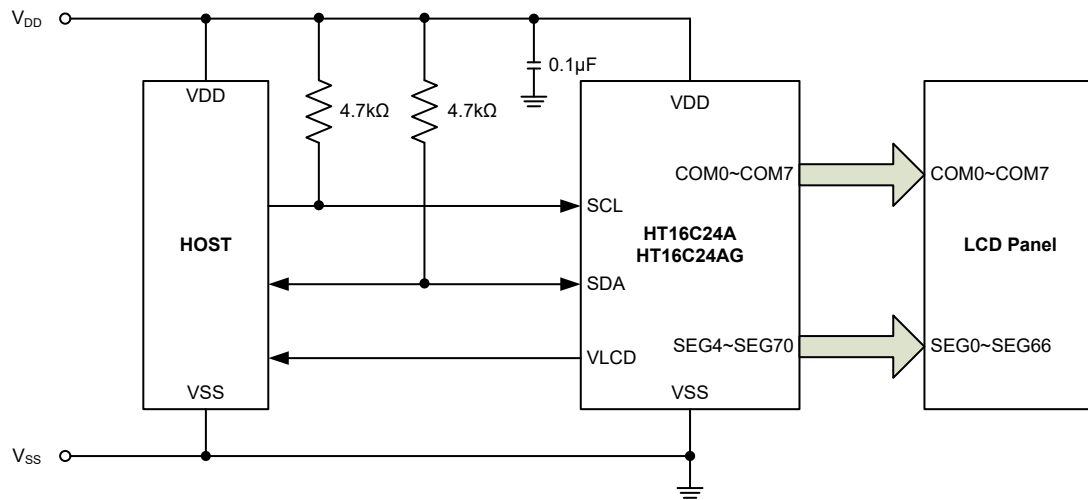 VDD
VDD
HOST
VSS
4.7kΩ
4.7kΩ
0.1µF
VDD
COM0~COM7
SCL
HT16C24A
HT16C24AG
SDA
VLCD
SEG4~SEG70
VSS
COM0~COM7
LCD Panel
SEG0~SEG66
VSS